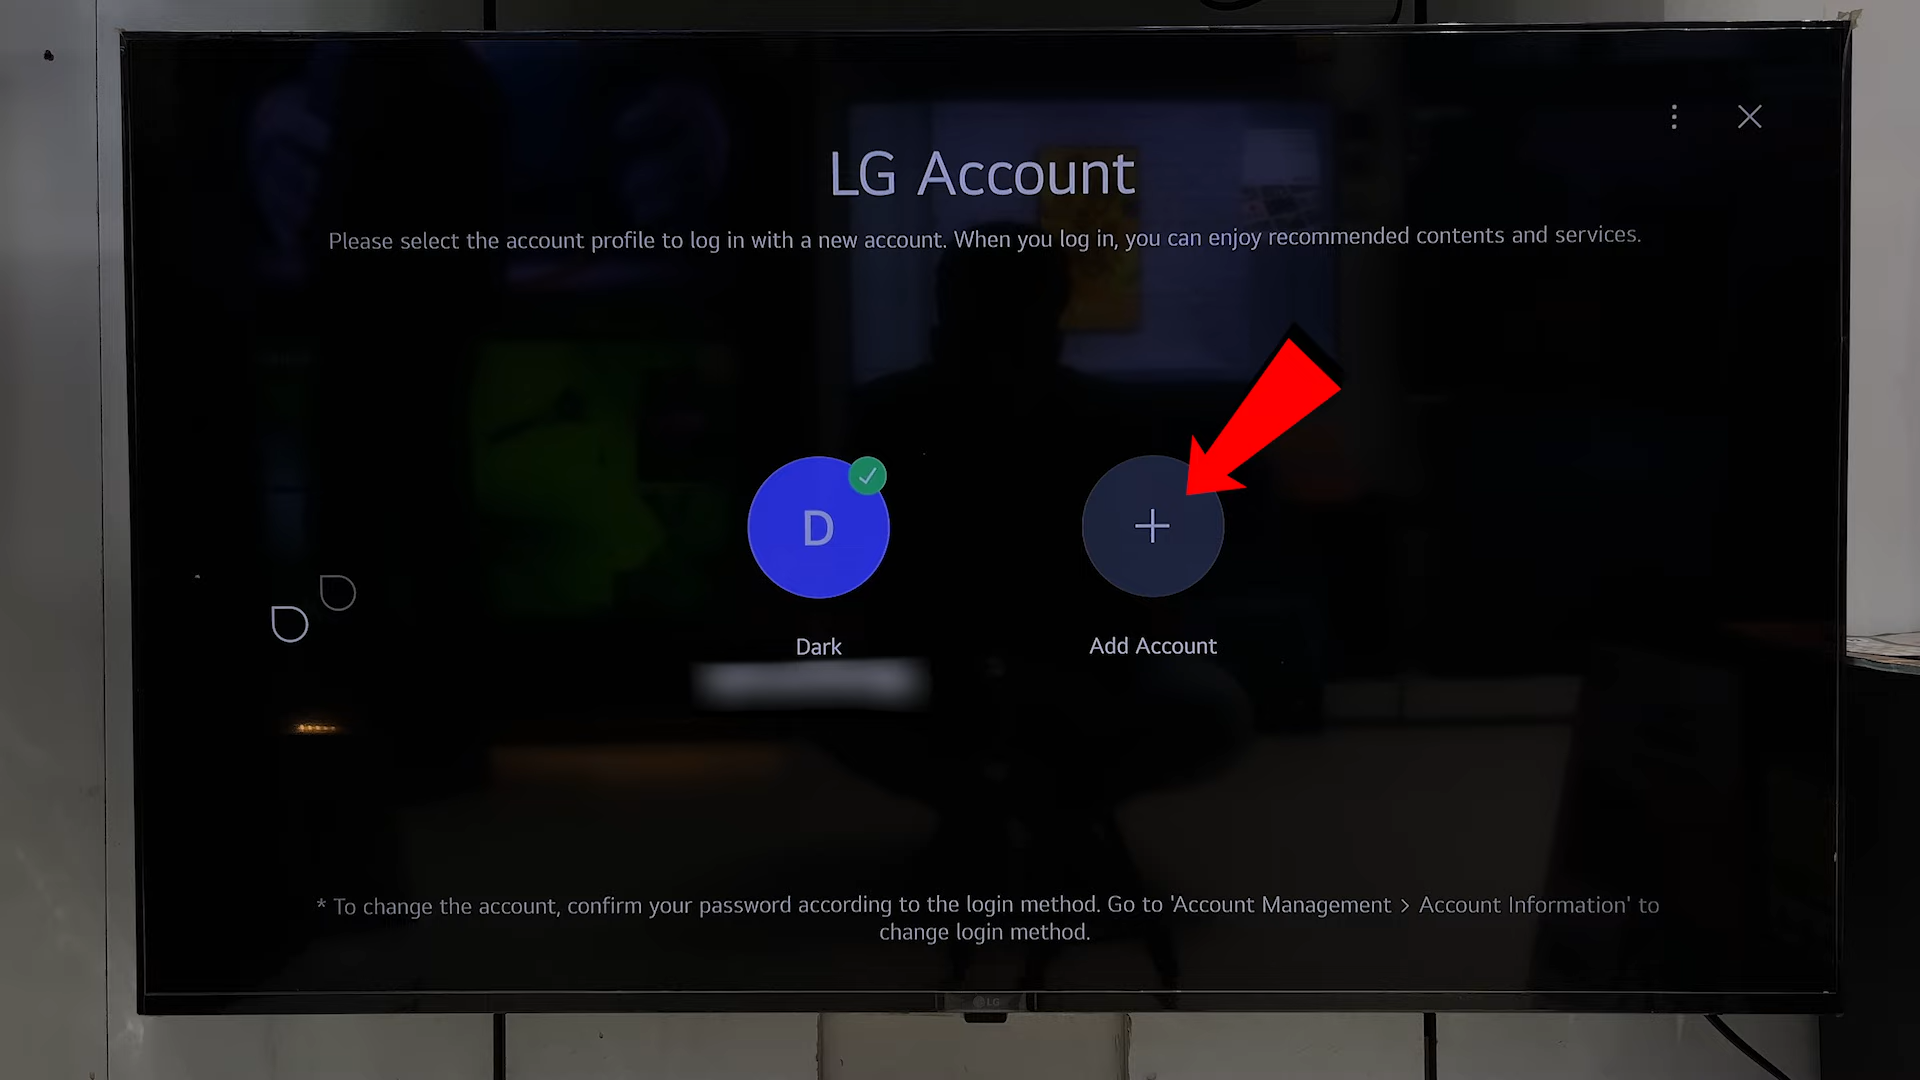 LG Account
Please select the account profile to log in with a new account. When you log in, you can enjoy recommended contents and services.
D
Dark
Add Account
* To change the account, confirm your password according to the login method. Go to 'Account Management > Account Information' to
change login method.
LG